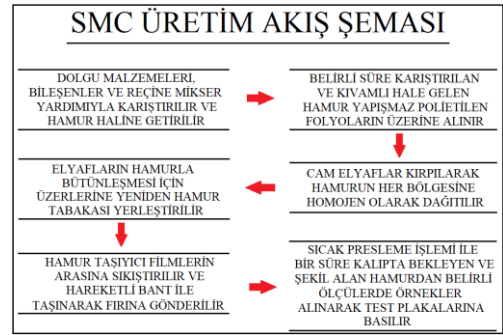 SMC ÜRETİM AKIŞ ŞEMASI
DOLGU MALZEMELERİ,
BİLEŞENLER VE REÇİNE MİKSER
YARDIMIYLA KARIŞTIRILIR VE
HAMUR HALİNE GETİRİLİR
BELİRLİ SÜRE KARIŞTIRILAN
VE KIVAMLI HALE GELEN
HAMUR YAPIŞMAZ POLİETİLEN
FOLYOLARIN ÜZERİNE ALINIR
CAM ELYAFLAR KIRPILARAK
HAMURUN HER BÖLGESİNE
HOMOJEN OLARAK DAĞITILIR
ELYAFLARIN HAMURLA
BÜTÜNLEŞMESİ İÇİN
ÜZERLERİNE YENİDEN HAMUR
TABAKASI YERLEŞTİRİLİR
HAMUR TAŞIYICI FİLMLERİN
ARASINA SIKIŞTIRILIR VE
HAREKETLİ BANT İLE
TAŞINARAK FIRINA GÖNDERİLİR
SICAK PRESLEME İŞLEMİ İLE
BİR SÜRE KALIPTA BEKLEYEN VE
ŞEKİL ALAN HAMURDAN BELİRLİ
ÖLÇÜLERDE ÖRNEKLER
ALINARAK TEST PLAKALARINA
BASILIR